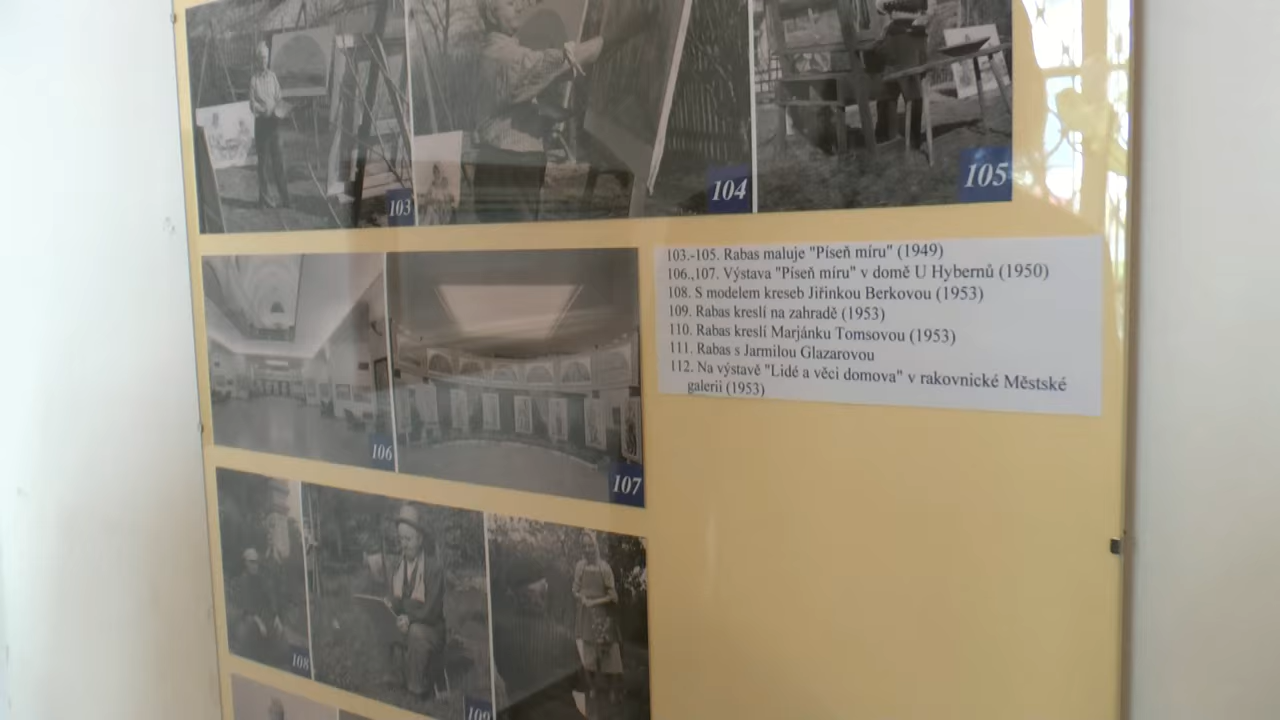 103
104
105
103.-105. Rabas maluje "Píseň míru" (1949)
106.,107. Výstava "Píseň míru" v domě U Hybernů (1950)
108. S modelem kreseb Jiřinkou Berkovou (1953)
109. Rabas kreslí na zahradě (1953)
110. Rabas kreslí Marjánku Tomsovou (1953)
111. Rabas s Jarmilou Glazarovou
112. Na výstavě "Lidé a věci domova" v rakovnické Městské
galerii (1953)
106
107
108
109